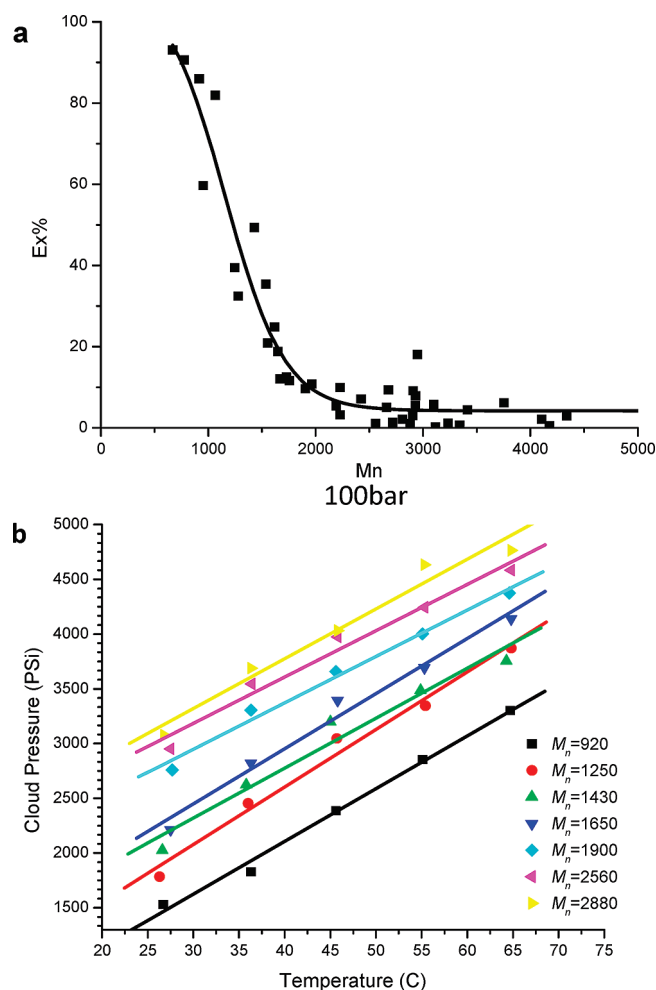 a
100
80
60
40
20
0
Ex%
0 1000 2000 3000 4000 5000
Mn
100bar
b
5000
4500
4000
3500
3000
2500
2000
1500
Cloud Pressure (PSi)
Mn=920
Mn=1250
Mn=1430
Mn=1650
Mn=1900
Mn=2560
Mn=2880
20 25 30 35 40 45 50 55 60 65 70 75
Temperature (C)